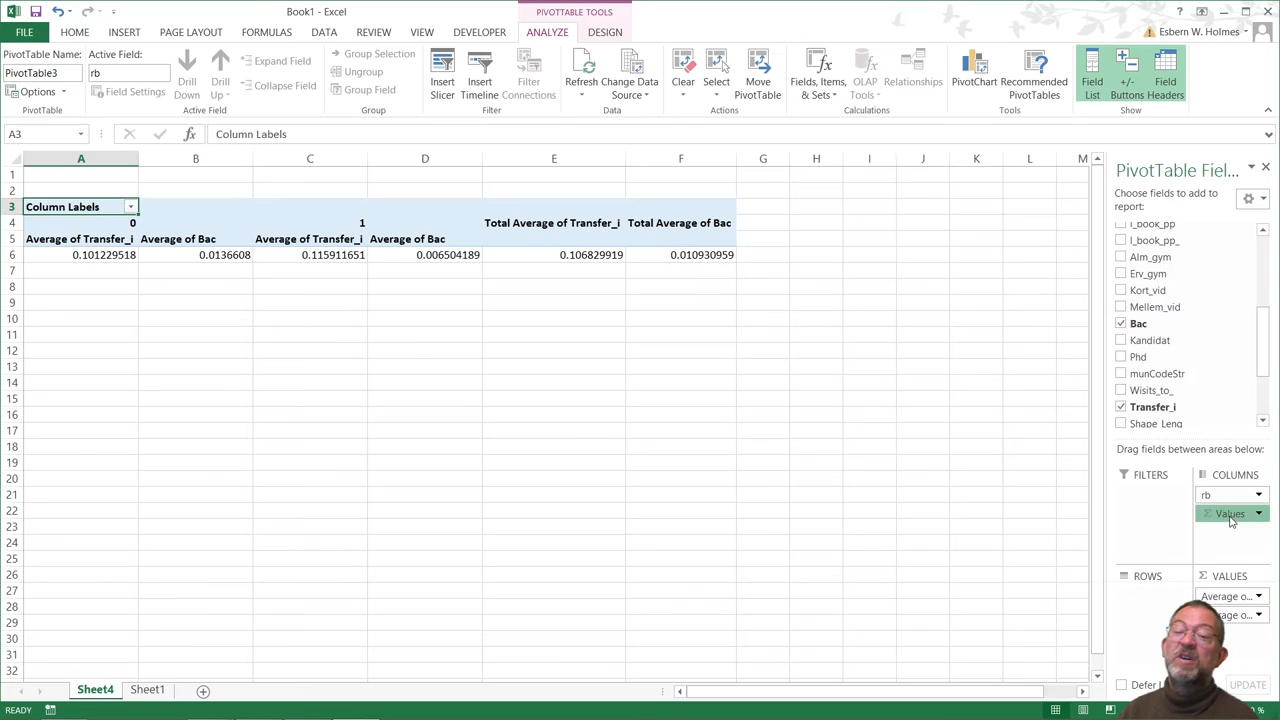 Book1 - Excel
PIVOTTABLE TOOLS
?
FILE HOME INSERT PAGE LAYOUT FORMULAS DATA REVIEW VIEW DEVELOPER ANALYZE DESIGN Esbern W. Holmes
PivotTable Name:
PivotTable3
Options
PivotTable
Active Field:
rb
Field Settings
Drill Down
Drill Up
Expand Field
Collapse Field
Active Field
Group Selection
Ungroup
Group Field
Group
Insert Slicer
Insert Timeline
Filter Connections
Filter
Refresh
Change Data Source
Data
Clear
Select
Move PivotTable
Actions
Fields, Items, & Sets
OLAP Tools
Relationships
Calculations
PivotChart
Recommended PivotTables
Tools
Field List
+/- Buttons
Field Headers
Show
A3 fx Column Labels
A B C D E F G H I J K L M
1
2
3 Column Labels
4 0 1 Total Average of Transfer_i Total Average of Bac
5 Average of Transfer_i Average of Bac Average of Transfer_i Average of Bac
6 0.101229518 0.0136608 0.115911651 0.006504189 0.106829919 0.010930959
7
8
9
10
11
12
13
14
15
16
17
18
19
20
21
22
23
24
25
26
27
28
29
30
31
32
PivotTable Fiel...
Choose fields to add to
report:
l_book_pp
l_book_pp_
Alm_gym
Erv_gym
Kort_vid
Mellem_vid
Bac
Kandidat
Phd
munCodeStr
Wisits_to_
Transfer_i
Shape_Leng
Drag fields between areas below:
FILTERS COLUMNS
rb
Σ Values
ROWS Σ VALUES
Average o...
UPDATE
Sheet4 Sheet1
READY